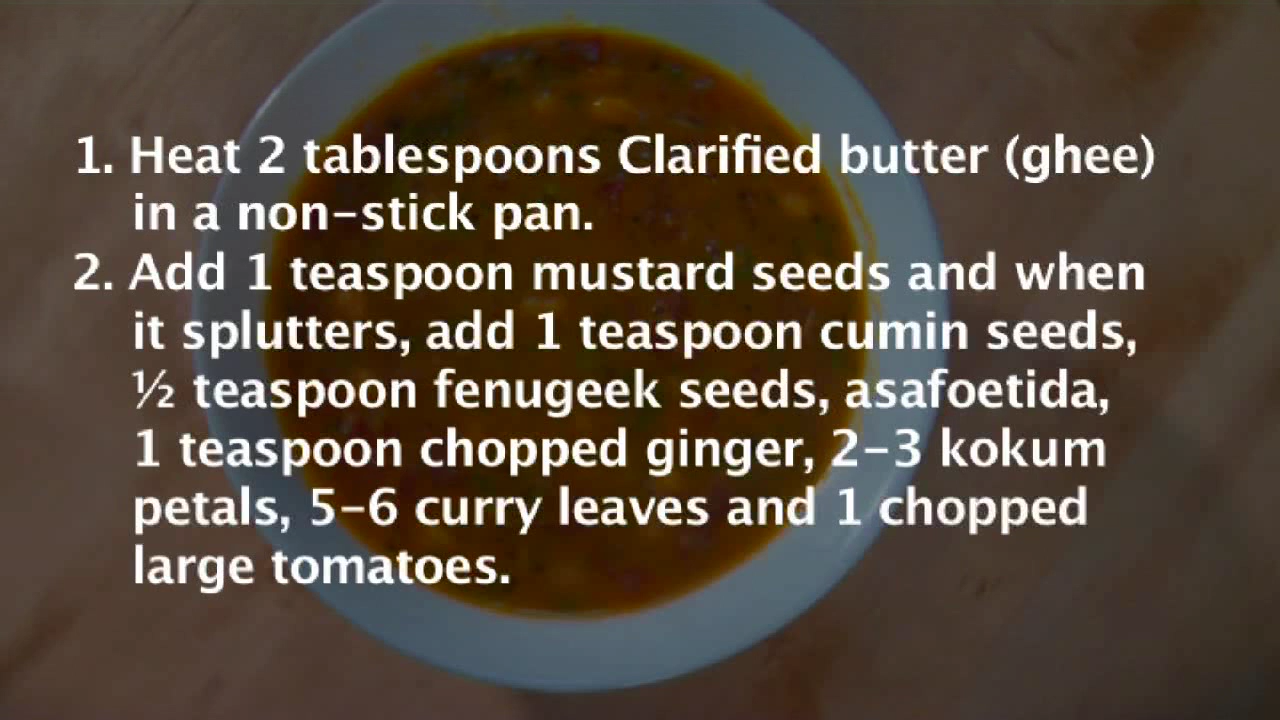 1. Heat 2 tablespoons Clarified butter (ghee)
in a non-stick pan.
2. Add 1 teaspoon mustard seeds and when
it splutters, add 1 teaspoon cumin seeds,
½ teaspoon fenugeek seeds, asafoetida,
1 teaspoon chopped ginger, 2-3 kokum
petals, 5-6 curry leaves and 1 chopped
large tomatoes.